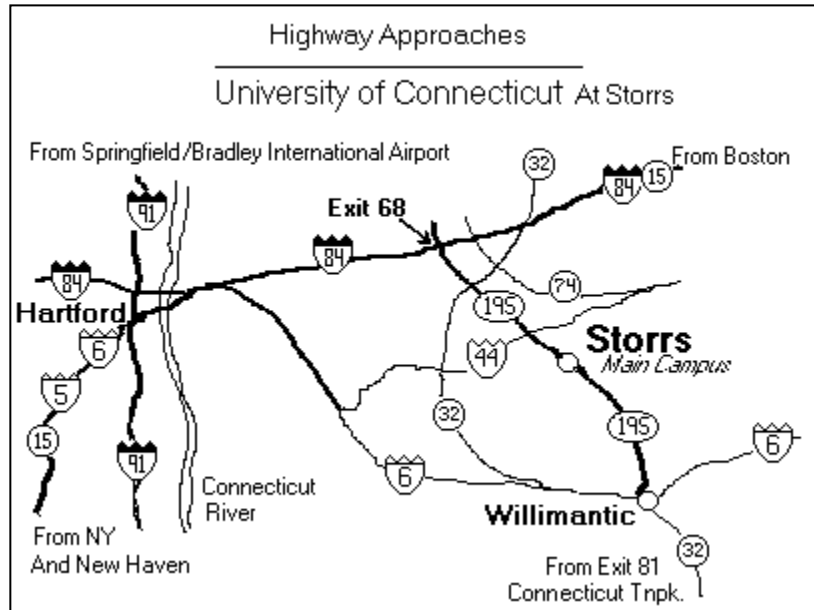 Highway Approaches
University of Connecticut At Storrs
From Springfield/Bradley International Airport
32
From Boston
84
15
91
Exit 68
84
84
74
195
Hartford
6
44
Storrs
Main Campus
5
32
195
15
91
6
6
Connecticut
River
Willimantic
From NY
And New Haven
32
From Exit 81
Connecticut Tnpk.